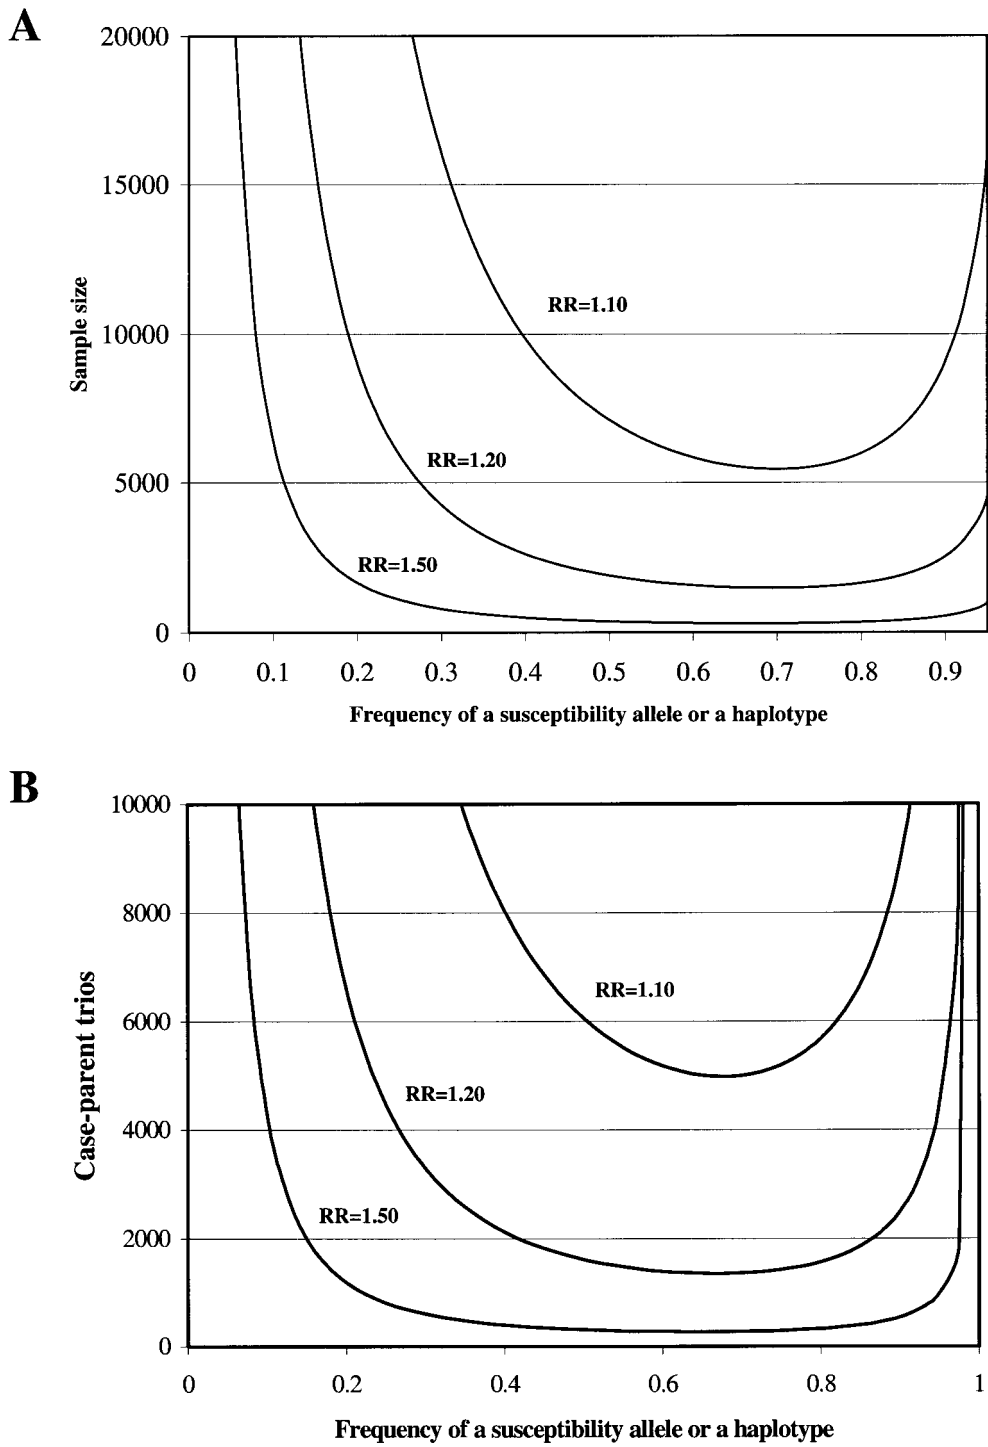 A
20000
15000
10000
5000
0
Sample size
RR=1.10
RR=1.20
RR=1.50
0 0.1 0.2 0.3 0.4 0.5 0.6 0.7 0.8 0.9
Frequency of a susceptibility allele or a haplotype
B
10000
8000
6000
4000
2000
0
Case-parent trios
RR=1.10
RR=1.20
RR=1.50
0 0.2 0.4 0.6 0.8 1
Frequency of a susceptibility allele or a haplotype